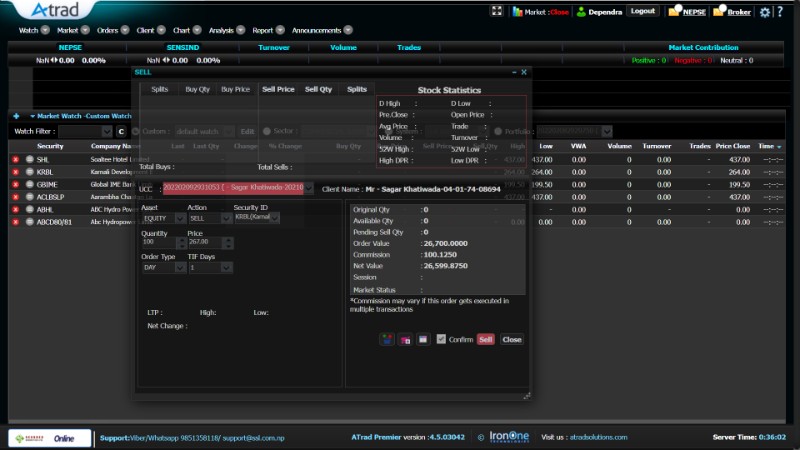 Atrad
Market :Close Dependra Logout NEPSE Broker ?
Watch Market Orders Client Chart Analysis Report Announcements
NEPSE SENSIND Turnover Volume Trades Market Contribution
NaN 0.00 0.00% NaN 0.00 0.00% Positive : 0 Negative : 0 Neutral : 0
SELL
Splits Buy Qty Buy Price Sell Price Sell Qty Splits
Stock Statistics
D High : D Low :
Pre.Close : Open Price :
Avg Price : Trade :
Volume : Turnover :
52W High : 52W Low :
High DPR : Low DPR :
Total Buys : Total Sells :
Market Watch -Custom Watch
Watch Filter : C Custom : default watch Edit Sector : Portfolio :
Security Company Name Last Last Qty Change % Change Buy Qty High Low VWA Volume Turnover Trades Price Close Time
SHL Soaltee Hotel 437.00 437.00 0.00 0 0.00 - 437.00 --:--:--
KRBL Karnali Development 264.00 264.00 0.00 0 0.00 - 264.00 --:--:--
GBIME Global IME Bank 199.50 0.00 0 0.00 - 199.50 --:--:--
ACLBSLP Aarambha 437.00 0.00 0 0.00 - 437.00 --:--:--
ABHL ABC Hydro Power 0.00 0 0.00 - 0.00 --:--:--
ABCD80/81 Abc Hydropower 0.00 0 0.00 - 0.00 --:--:--
UCC : 202202092931053 [ - Sagar Khatiwada-20210 Client Name : Mr - Sagar Khatiwada-04-01-74-08694
Asset Action Security ID
EQUITY SELL KRBL(Karnal
Quantity Price
100 267.00
Order Type TIF Days
DAY 1
Original Qty : 0
Available Qty : 0
Pending Sell Qty : 0
Order Value : 26,700.0000
Commission : 100.1250
Net Value : 26,599.8750
Session :
Market Status :
*Commission may vary if this order gets executed in
multiple transactions
LTP : High: Low:
Net Change :
Confirm Sell Close
Online Support:Viber/Whatsapp 9851358118/ support@ssl.com.np ATrad Premier version :4.5.03042 © IronOne TECHNOLOGIES Visit us : atradsolutions.com Server Time: 0:36:02